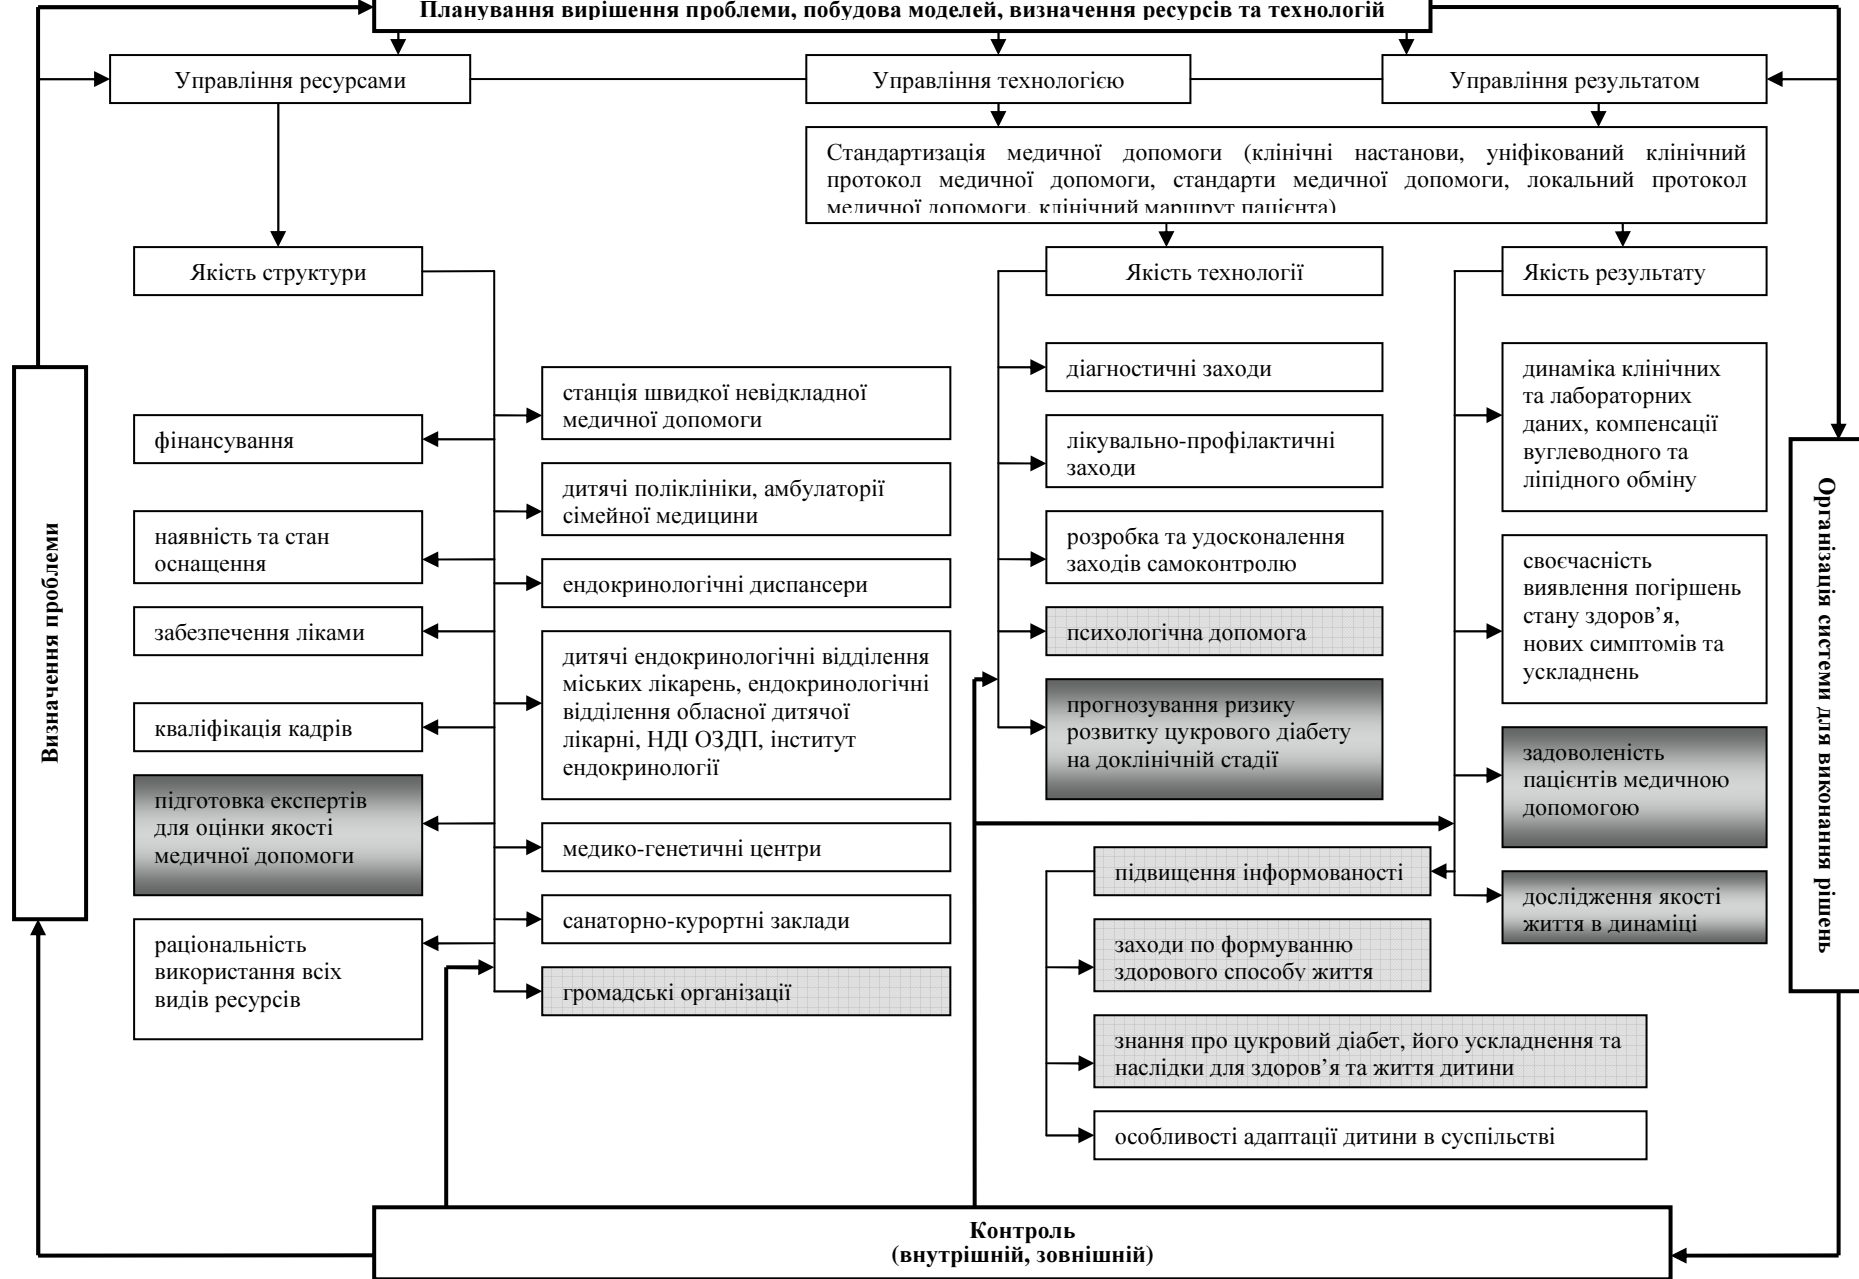 Планування вирішення проблеми, побудова моделей, визначення ресурсів та технологій
Управління ресурсами
Управління технологією
Управління результатом
Стандартизація медичної допомоги (клінічні настанови, уніфікований клінічний
протокол медичної допомоги, стандарти медичної допомоги, локальний протокол
медичної допомоги, клінічний маршрут пацієнта)
Якість структури
Якість технології
Якість результату
Визначення проблеми
фінансування
наявність та стан
оснащення
забезпечення ліками
кваліфікація кадрів
підготовка експертів
для оцінки якості
медичної допомоги
раціональність
використання всіх
видів ресурсів
станція швидкої невідкладної
медичної допомоги
дитячі поліклініки, амбулаторії
сімейної медицини
ендокринологічні диспансери
дитячі ендокринологічні відділення
міських лікарень, ендокринологічні
відділення обласної дитячої
лікарні, НДІ ОЗДП, інститут
ендокринології
медико-генетичні центри
санаторно-курортні заклади
громадські організації
діагностичні заходи
лікувально-профілактичні
заходи
розробка та удосконалення
заходів самоконтролю
психологічна допомога
прогнозування ризику
розвитку цукрового діабету
на доклінічній стадії
динаміка клінічних
та лабораторних
даних, компенсації
вуглеводного та
ліпідного обміну
своєчасність
виявлення погіршень
стану здоров’я,
нових симптомів та
ускладнень
задоволеність
пацієнтів медичною
допомогою
дослідження якості
життя в динаміці
підвищення інформованості
заходи по формуванню
здорового способу життя
знання про цукровий діабет, його ускладнення та
наслідки для здоров’я та життя дитини
особливості адаптації дитини в суспільстві
Організація системи для виконання рішень
Контроль
(внутрішній, зовнішній)